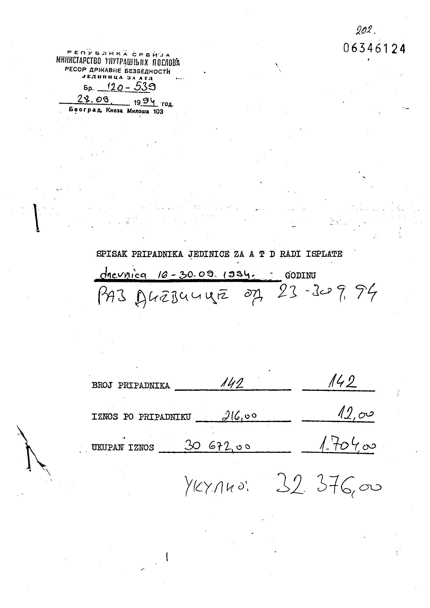 202.
06346124
РЕПУБЛИКА СРБИЈА
МИНИСТАРСТВО УНУТРАШЊИХ ПОСЛОВА
РЕСОР ДРЖАВНЕ БЕЗБЕДНОСТИ
ЈЕДИНИЦА ЗА АТД
Бр. 120-539
28.09. 1994 год.
Београд, Кнеза Милоша 103
SPISAK PRIPADNIKA JEDINICE ZA A T D RADI ISPLATE
dnevnica 16-30.09.1994. GODINU
РАЗ ДНЕВНИЦЕ од 23-30 9, 94
BROJ PRIPADNIKA 142 142
IZNOS PO PRIPADNIKU 216,00 12,00
UKUPAN IZNOS 30 672,00 1.704,00
УКУПНО: 32.376,00